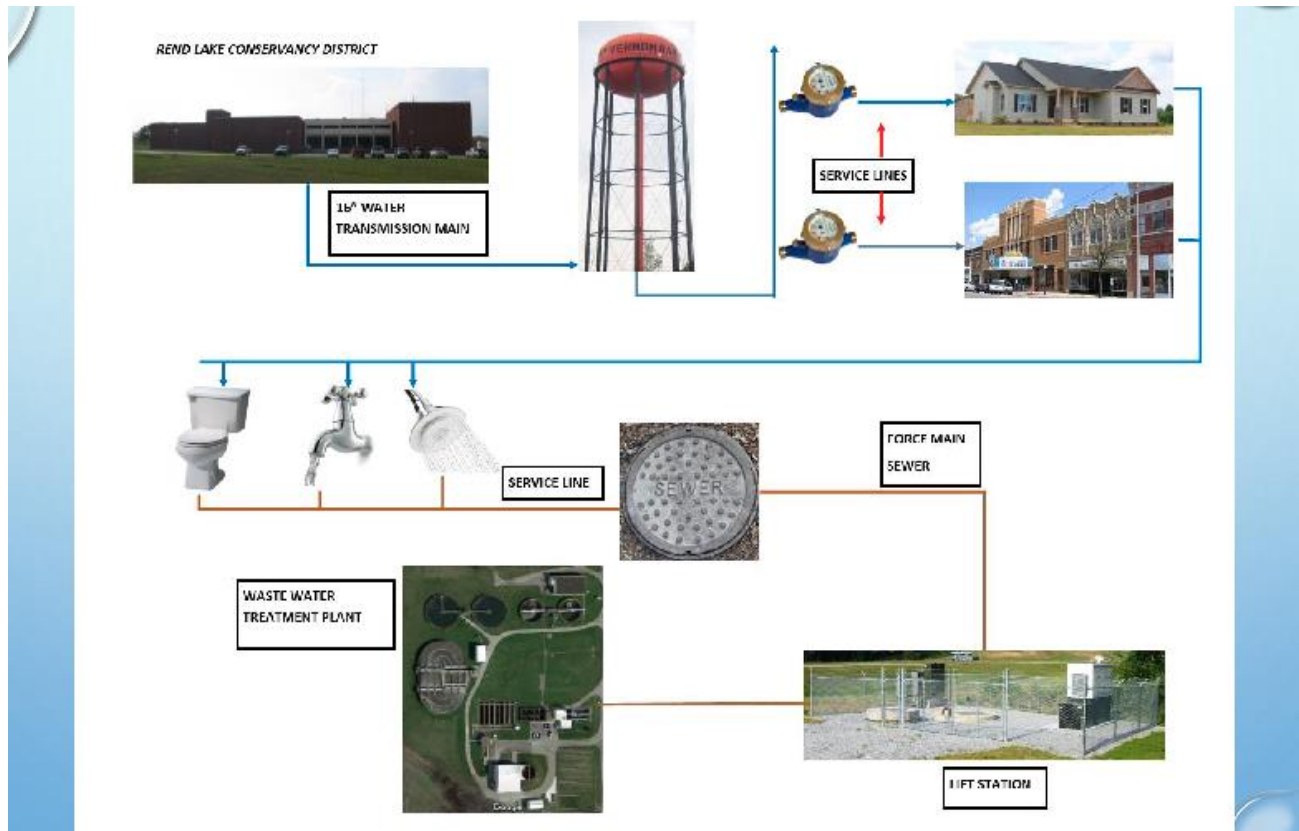 REND LAKE CONSERVANCY DISTRICT
16" WATER
TRANSMISSION MAIN
SERVICE LINES
FORCE MAIN
SEWER
SERVICE LINE
SEWER
WASTE WATER
TREATMENT PLANT
Google
LIFT STATION